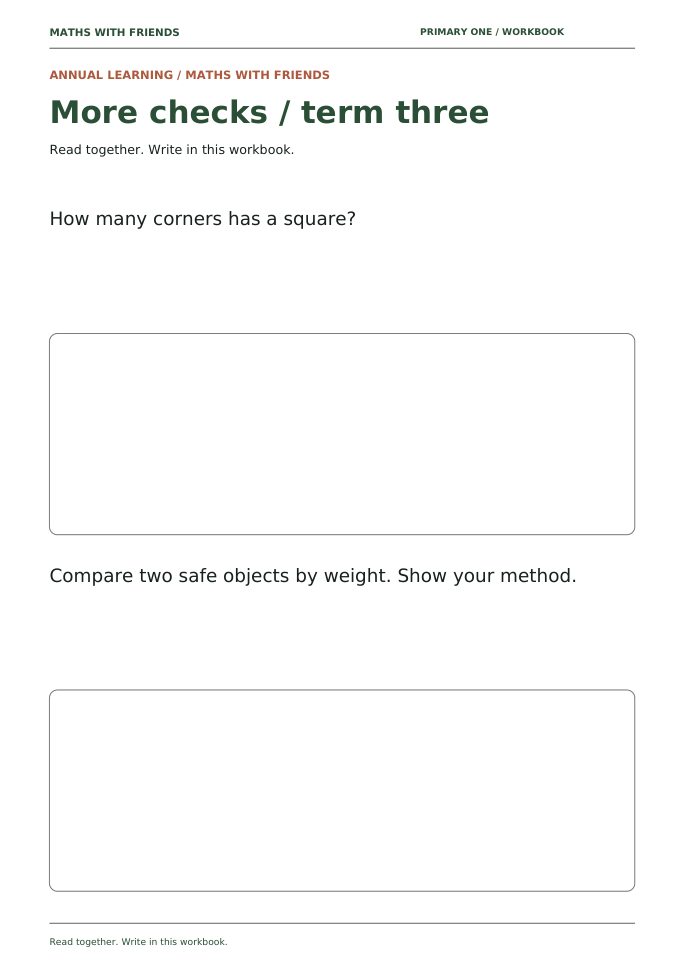 MATHS WITH FRIENDS
PRIMARY ONE / WORKBOOK
ANNUAL LEARNING / MATHS WITH FRIENDS
More checks / term three
Read together. Write in this workbook.
How many corners has a square?
Compare two safe objects by weight. Show your method.
Read together. Write in this workbook.